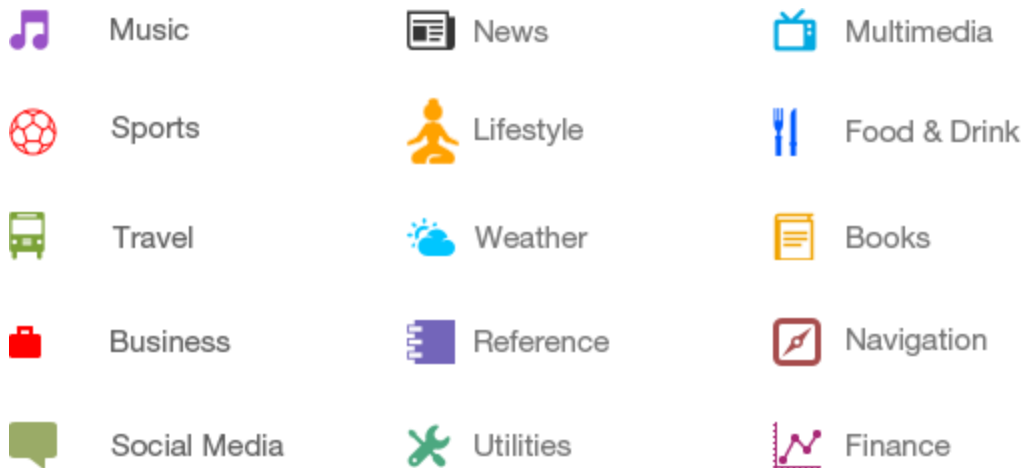 Music
News
Multimedia
Sports
Lifestyle
Food & Drink
Travel
Weather
Books
Business
Reference
Navigation
Social Media
Utilities
Finance